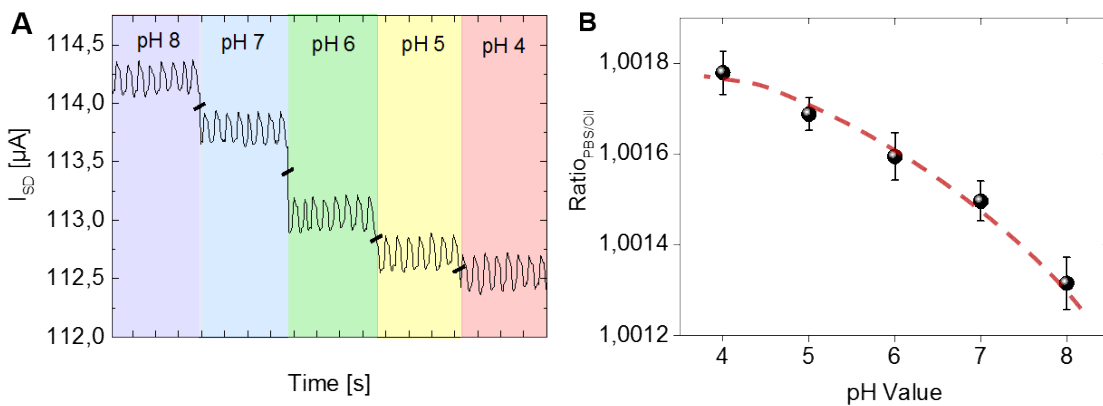 A
pH 8 pH 7 pH 6 pH 5 pH 4
114,5
114,0
113,5
113,0
112,5
112,0
I_SD [µA]
Time [s]
B
1,0018
1,0016
1,0014
1,0012
Ratio_PBS/Oil
4 5 6 7 8
pH Value